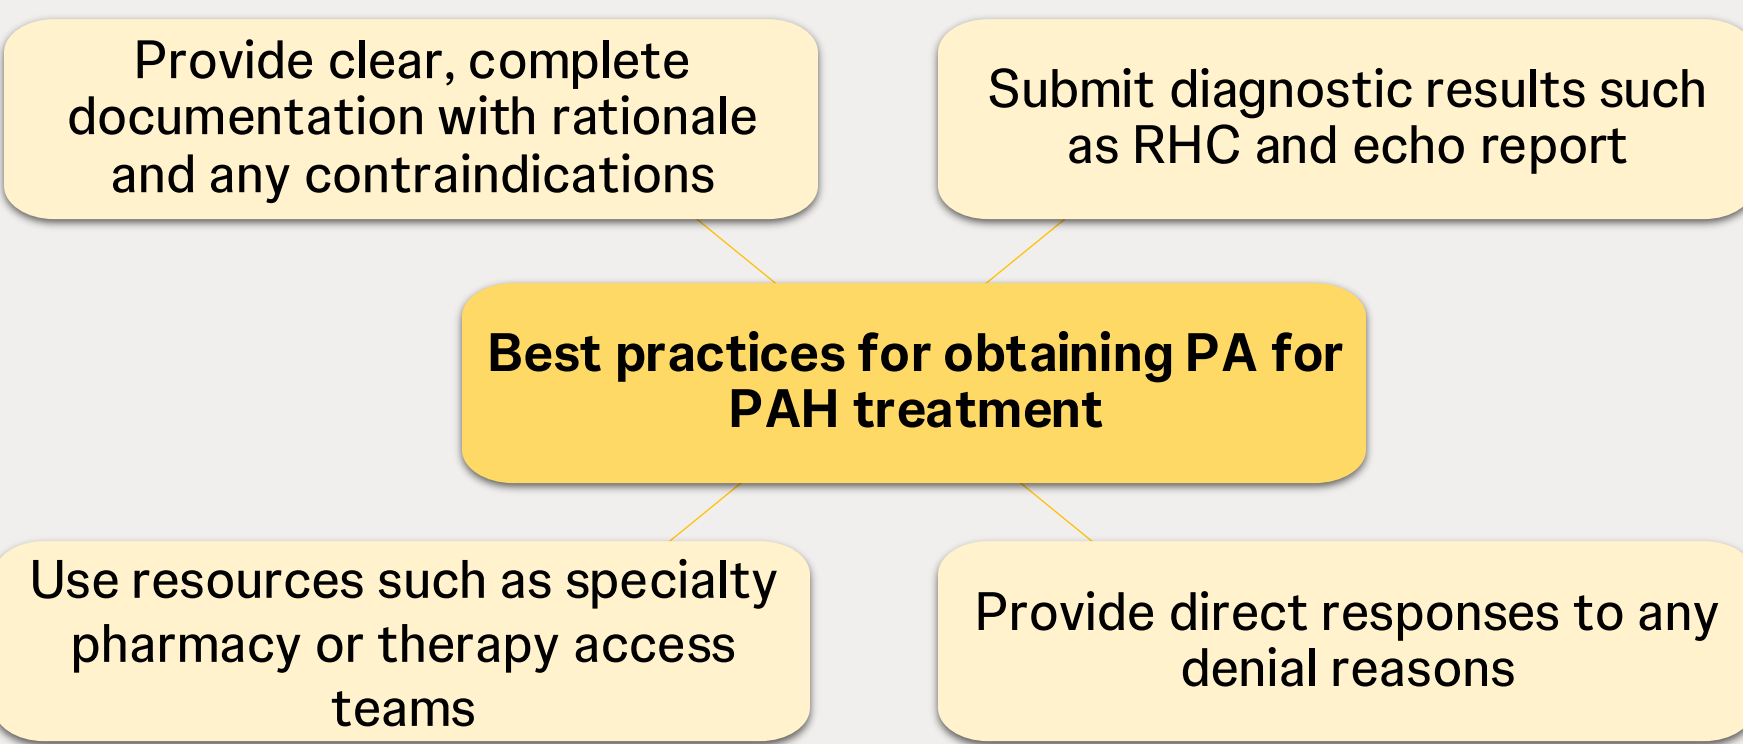 Provide clear, complete
documentation with rationale
and any contraindications
Submit diagnostic results such
as RHC and echo report
Best practices for obtaining PA for
PAH treatment
Use resources such as specialty
pharmacy or therapy access
teams
Provide direct responses to any
denial reasons